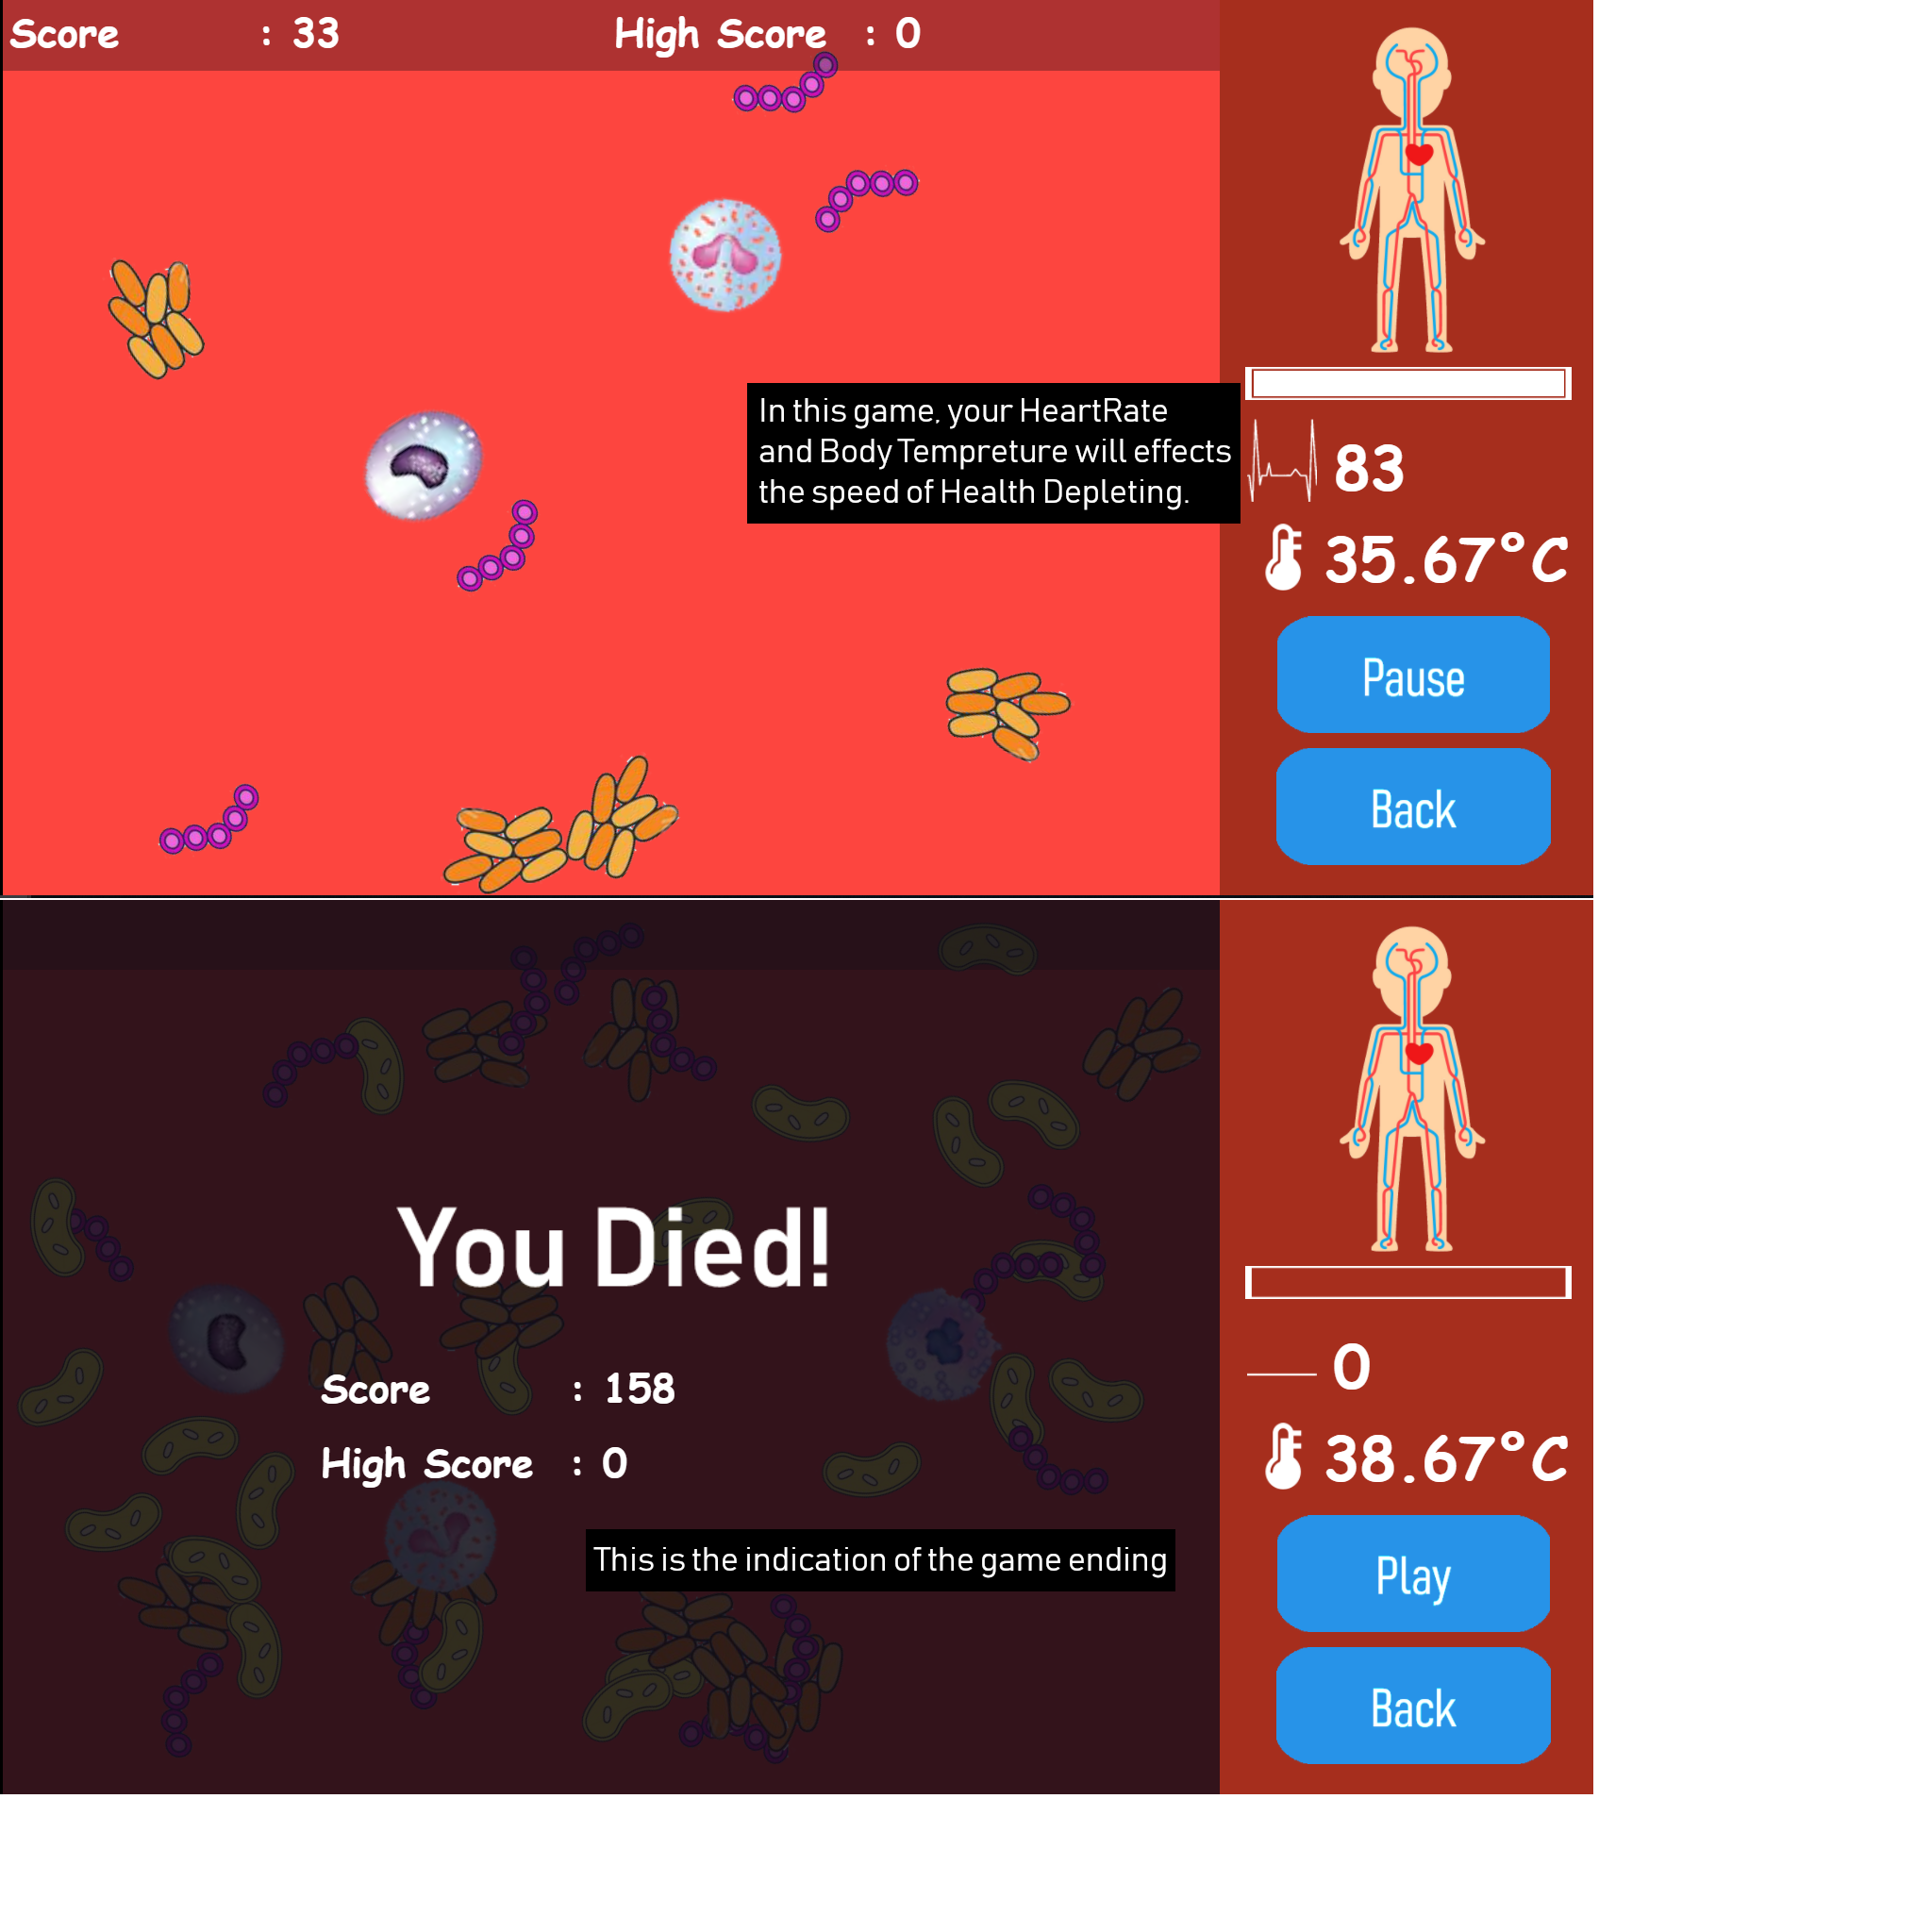 Score : 33 High Score : 0
In this game, your HeartRate
and Body Tempreture will effects
the speed of Health Depleting.
83
35.67°C
Pause
Back
You Died!
Score : 158
High Score : 0
This is the indication of the game ending
0
38.67°C
Play
Back